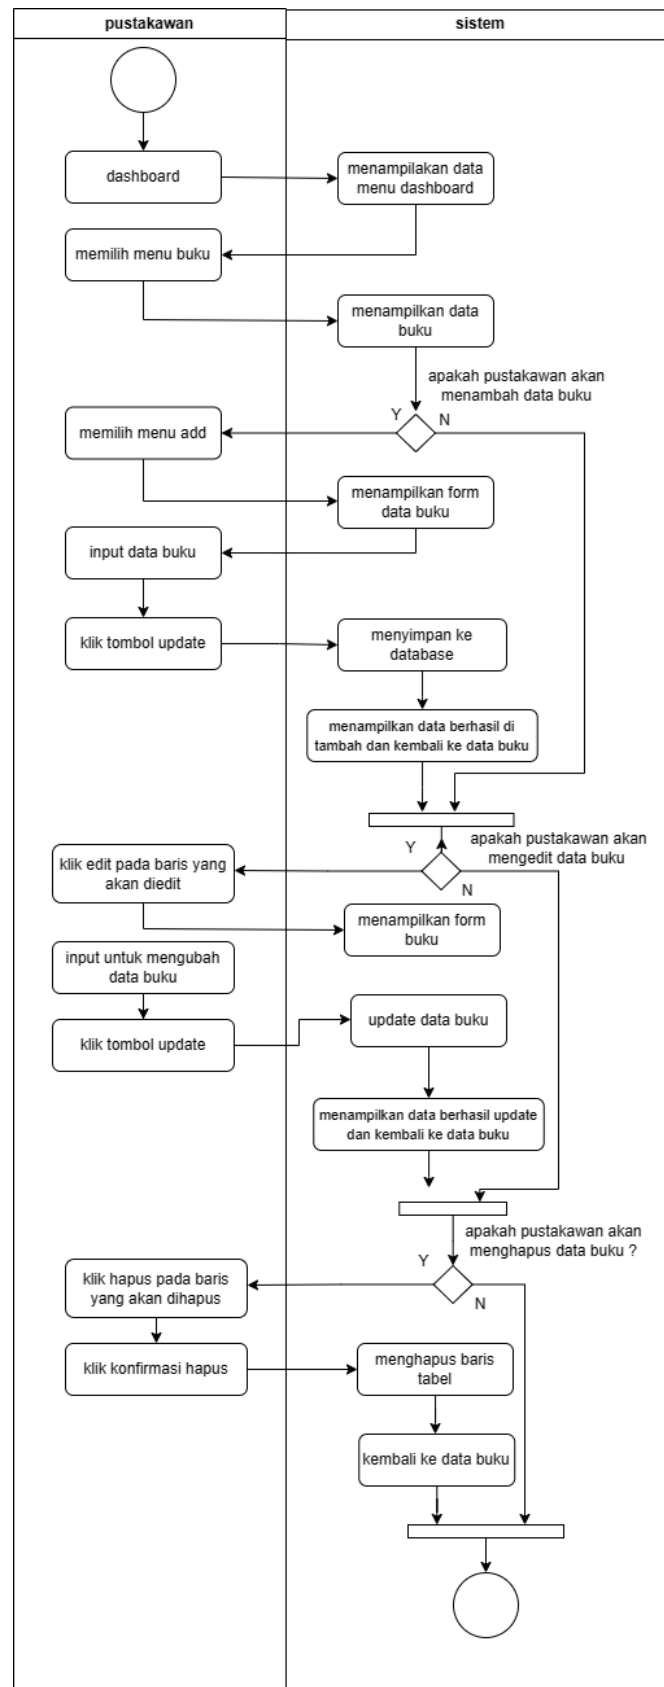 pustakawan
sistem
dashboard
menampilakan data
menu dashboard
memilih menu buku
menampilkan data
buku
apakah pustakawan akan
menambah data buku
Y
N
memilih menu add
menampilkan form
data buku
input data buku
klik tombol update
menyimpan ke
database
menampilkan data berhasil di
tambah dan kembali ke data buku
apakah pustakawan akan
mengedit data buku
Y
N
klik edit pada baris yang
akan diedit
menampilkan form
buku
input untuk mengubah
data buku
klik tombol update
update data buku
menampilkan data berhasil update
dan kembali ke data buku
apakah pustakawan akan
menghapus data buku ?
Y
N
klik hapus pada baris
yang akan dihapus
klik konfirmasi hapus
menghapus baris
tabel
kembali ke data buku